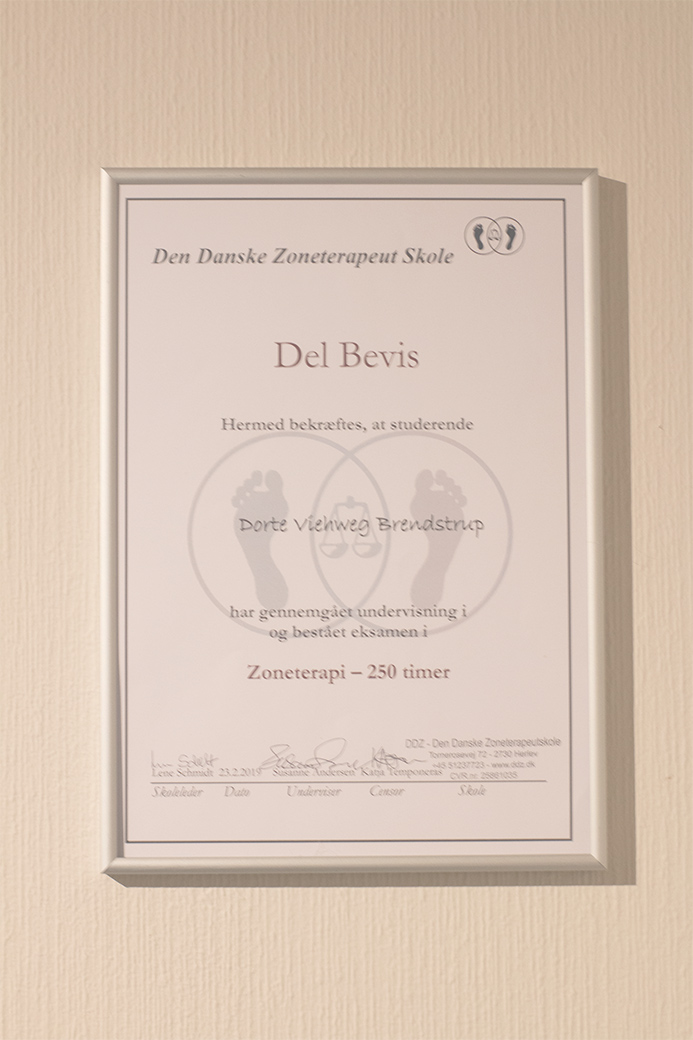 Den Danske Zoneterapeut Skole
Del Bevis
Hermed bekræftes, at studerende
Dorte Viehweg Brendstrup
har gennemgået undervisning i
og bestået eksamen i
Zoneterapi – 250 timer
DDZ - Den Danske Zoneterapeutskole
Tornerosevej 72 - 2730 Herlev
+45 51237723 - www.ddz.dk
CVR.nr. 25861035
Lene Schmidt 23.2.2019 Susanne Andersen Katja Temponeras
Skoleleder Dato Underviser Censor Skole